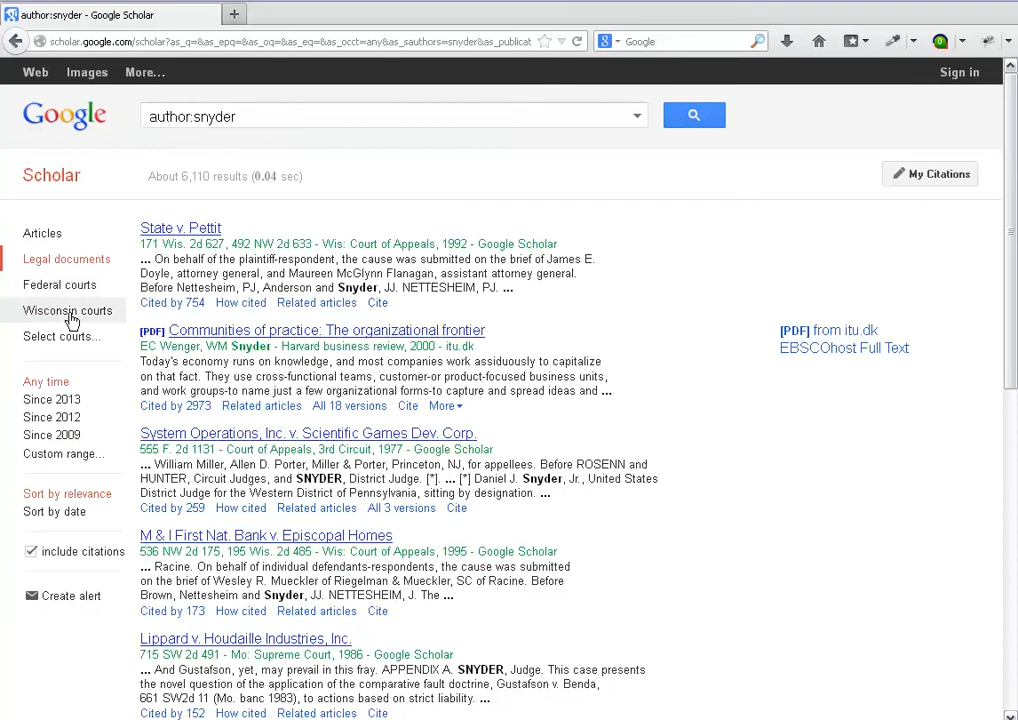 author:snyder - Google Scholar
scholar.google.com/scholar?as_q=&as_epq=&as_oq=&as_eq=&as_occt=any&as_sauthors=snyder&as_publicat
Google
Web Images More... Sign in
Google
author:snyder
Scholar
About 6,110 results (0.04 sec)
My Citations
Articles
Legal documents
Federal courts
Wisconsin courts
Select courts...
Any time
Since 2013
Since 2012
Since 2009
Custom range...
Sort by relevance
Sort by date
include citations
Create alert
State v. Pettit
171 Wis. 2d 627, 492 NW 2d 633 - Wis: Court of Appeals, 1992 - Google Scholar
... On behalf of the plaintiff-respondent, the cause was submitted on the brief of James E.
Doyle, attorney general, and Maureen McGlynn Flanagan, assistant attorney general.
Before Nettesheim, PJ, Anderson and Snyder, JJ. NETTESHEIM, PJ. ...
Cited by 754 How cited Related articles Cite
[PDF] Communities of practice: The organizational frontier
EC Wenger, WM Snyder - Harvard business review, 2000 - itu.dk
Today's economy runs on knowledge, and most companies work assiduously to capitalize
on that fact. They use cross-functional teams, customer-or product-focused business units,
and work groups-to name just a few organizational forms-to capture and spread ideas and ...
Cited by 2973 Related articles All 18 versions Cite More
[PDF] from itu.dk
EBSCOhost Full Text
System Operations, Inc. v. Scientific Games Dev. Corp.
555 F. 2d 1131 - Court of Appeals, 3rd Circuit, 1977 - Google Scholar
... William Miller, Allen D. Porter, Miller & Porter, Princeton, NJ, for appellees. Before ROSENN and
HUNTER, Circuit Judges, and SNYDER, District Judge. [*]. ... [*] Daniel J. Snyder, Jr., United States
District Judge for the Western District of Pennsylvania, sitting by designation. ...
Cited by 259 How cited Related articles All 3 versions Cite
M & I First Nat. Bank v. Episcopal Homes
536 NW 2d 175, 195 Wis. 2d 485 - Wis: Court of Appeals, 1995 - Google Scholar
... Racine. On behalf of individual defendants-respondents, the cause was submitted
on the brief of Wesley R. Mueckler of Riegelman & Mueckler, SC of Racine. Before
Brown, Nettesheim and Snyder, JJ. NETTESHEIM, J. The ...
Cited by 173 How cited Related articles Cite
Lippard v. Houdaille Industries, Inc.
715 SW 2d 491 - Mo: Supreme Court, 1986 - Google Scholar
... And Gustafson, yet, may prevail in this fray. APPENDIX A. SNYDER, Judge. This case presents
the novel question of the application of the comparative fault doctrine, Gustafson v. Benda,
661 SW2d 11 (Mo. banc 1983), to actions based on strict liability. ...
Cited by 152 How cited Related articles Cite